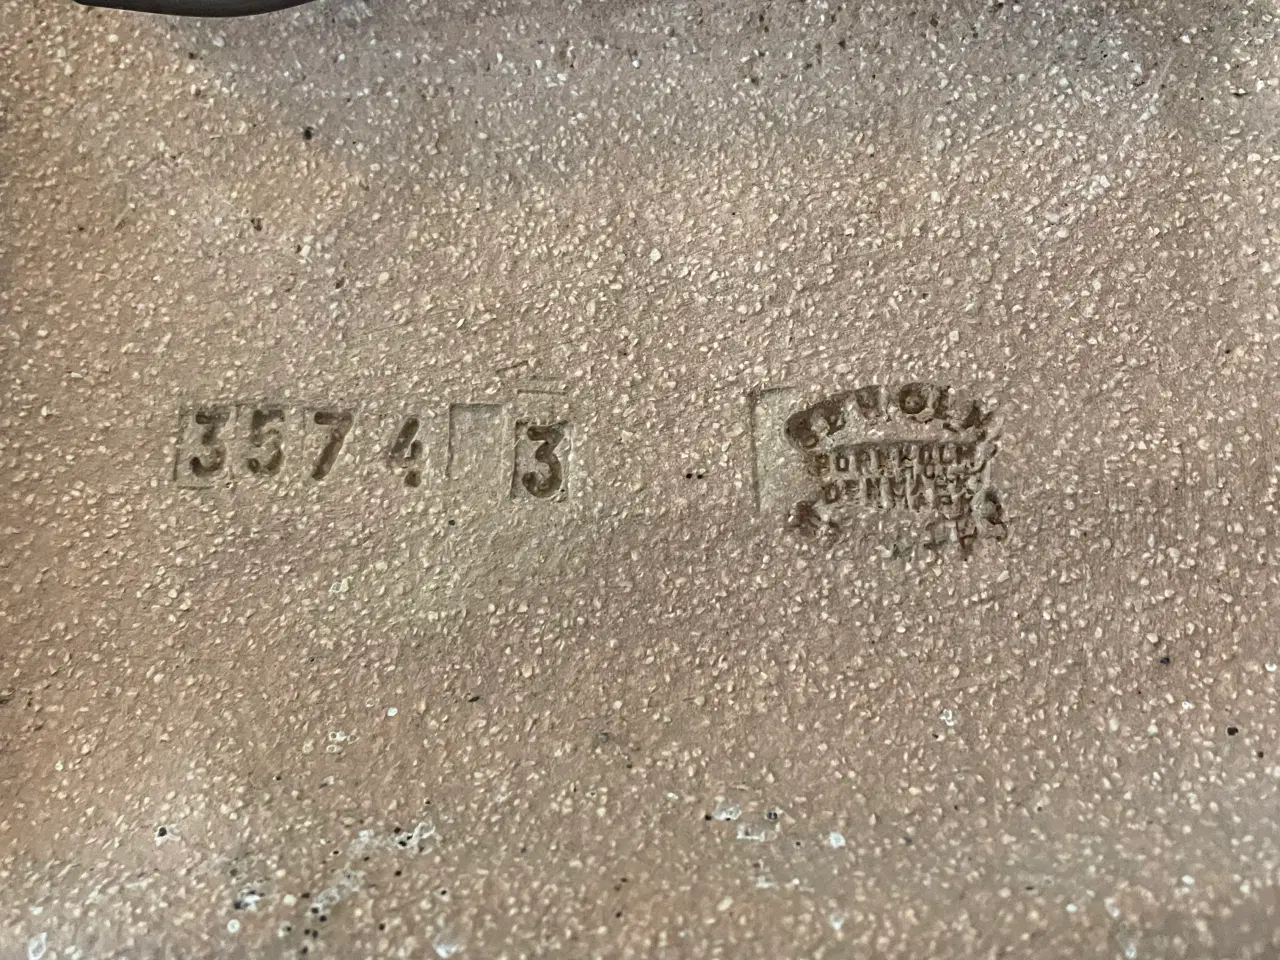 3574 3
SØHOLM
BORNHOLM
DENMARK